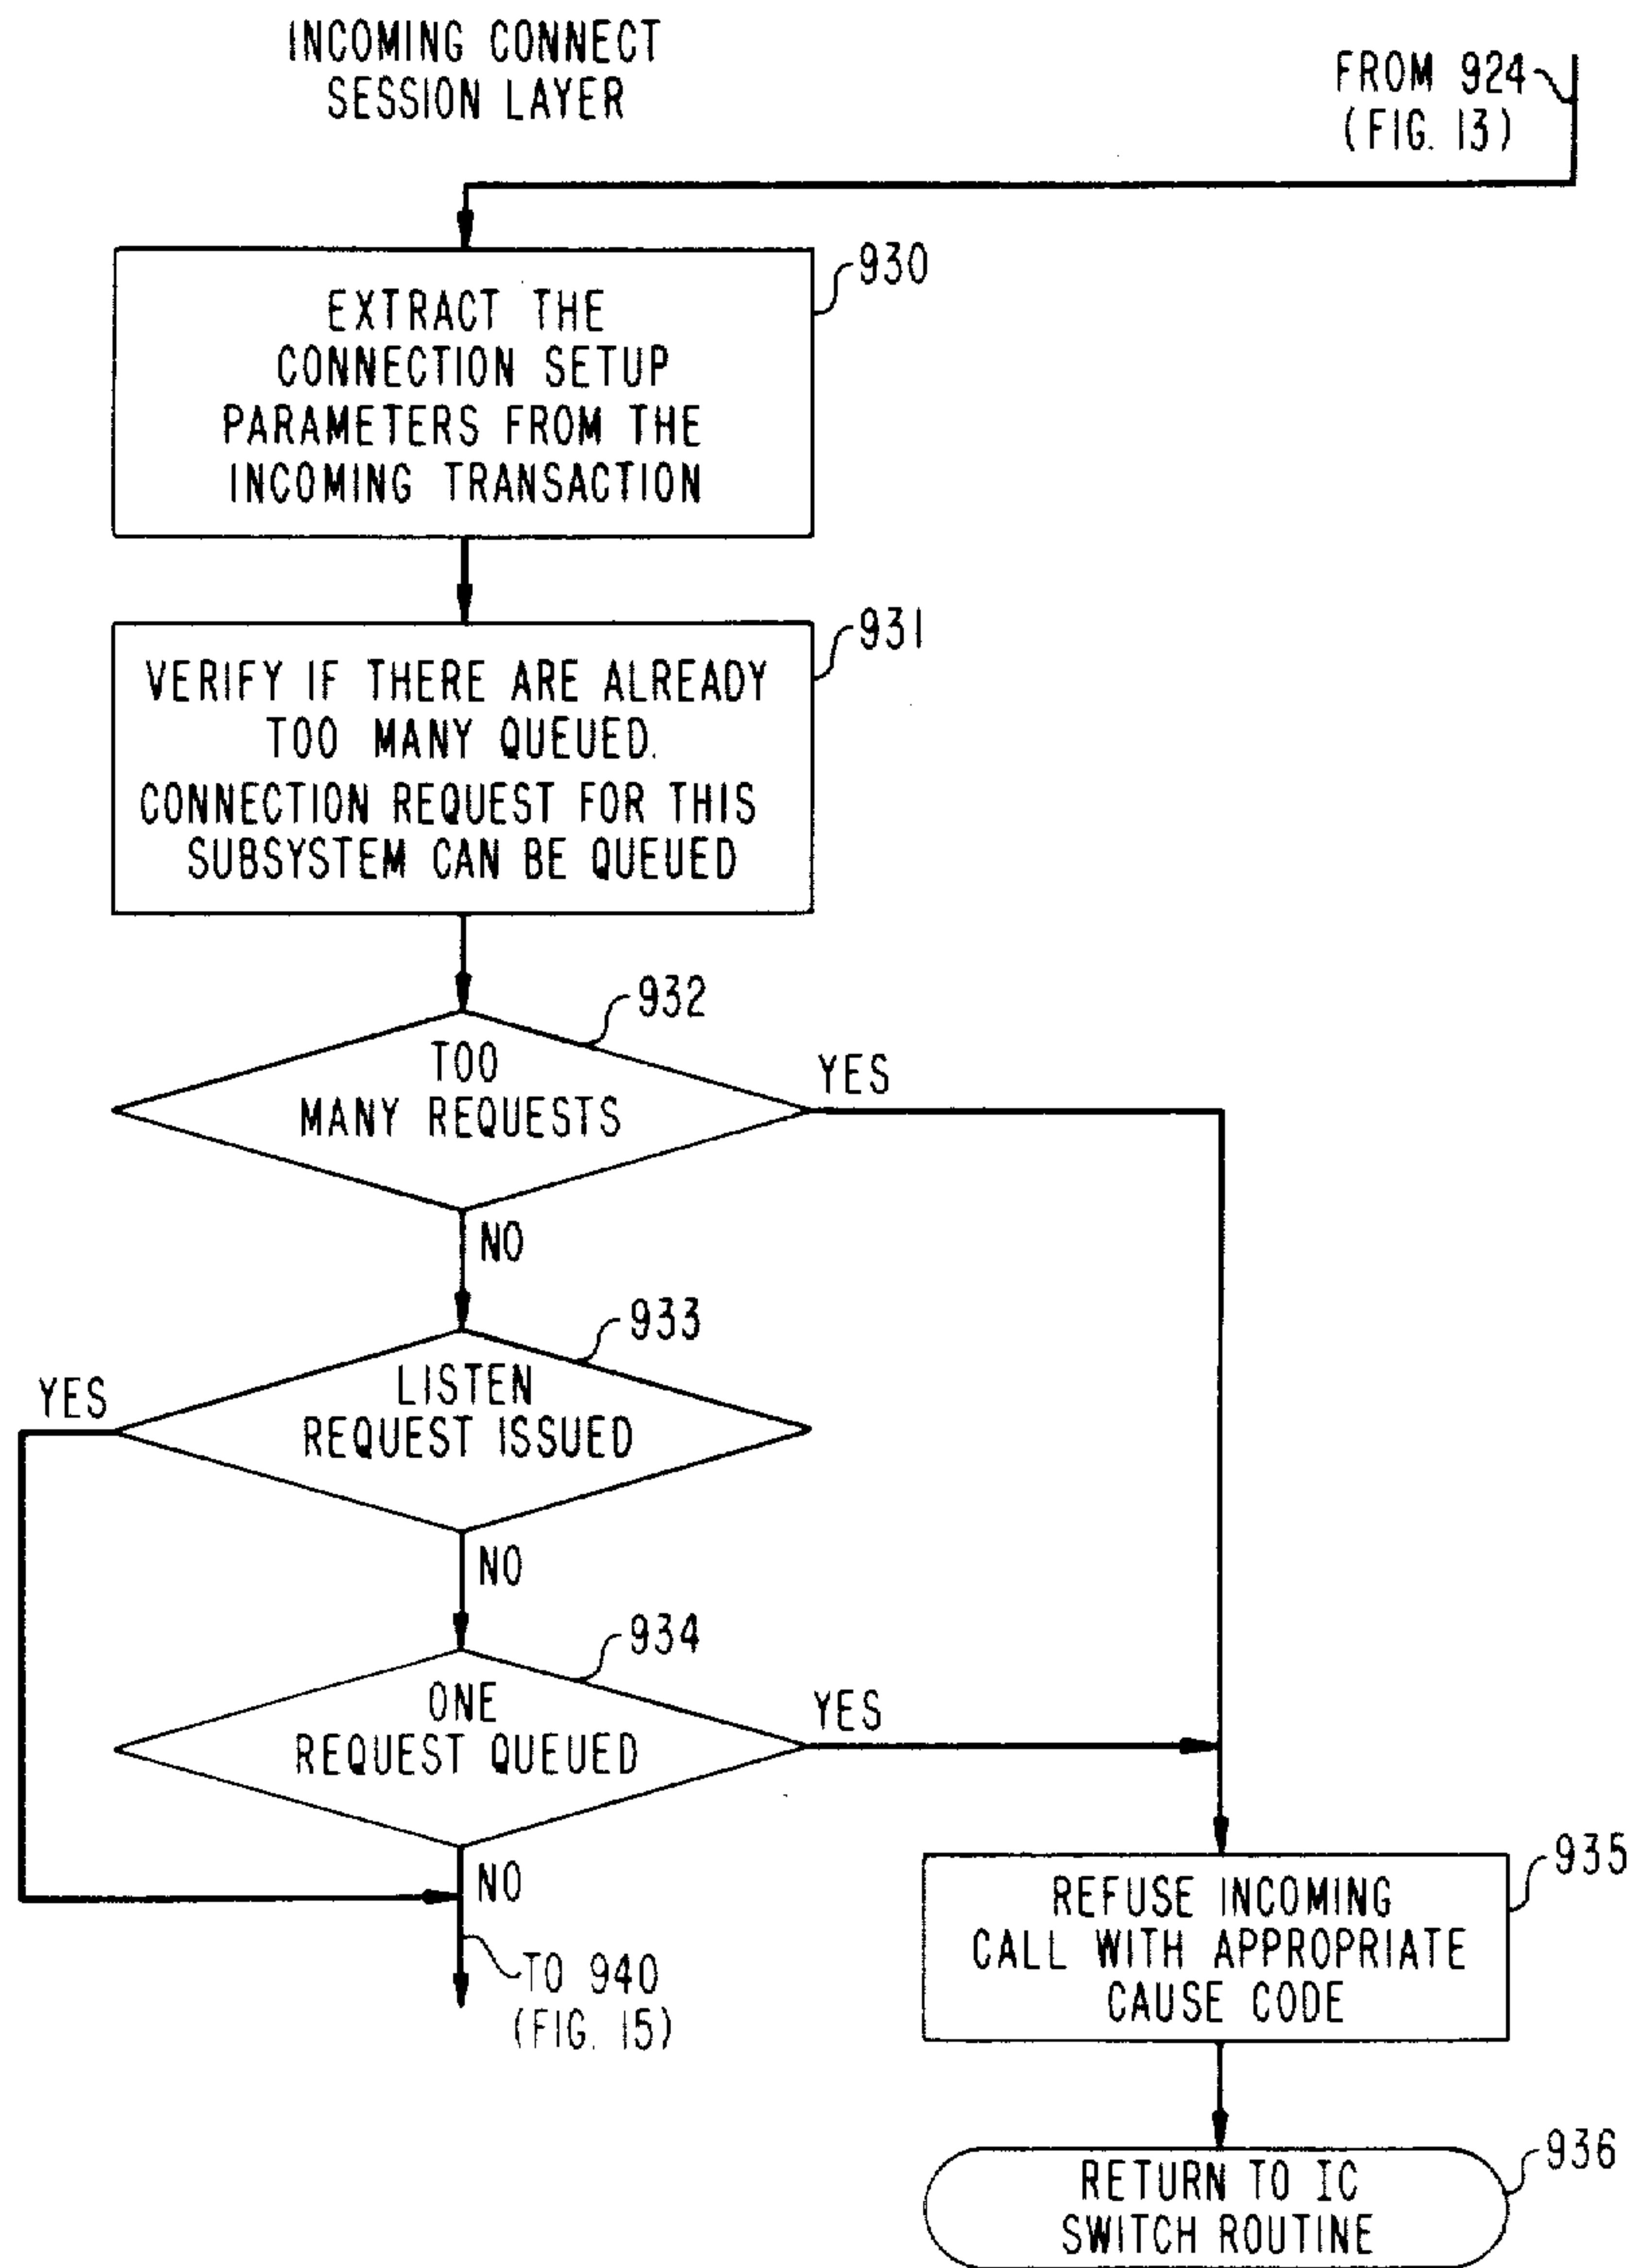 INCOMING CONNECT
SESSION LAYER
FROM 924
(FIG. 13)
930
EXTRACT THE
CONNECTION SETUP
PARAMETERS FROM THE
INCOMING TRANSACTION
931
VERIFY IF THERE ARE ALREADY
TOO MANY QUEUED.
CONNECTION REQUEST FOR THIS
SUBSYSTEM CAN BE QUEUED
932
TOO
MANY REQUESTS
YES
NO
933
LISTEN
REQUEST ISSUED
YES
NO
934
ONE
REQUEST QUEUED
YES
NO
TO 940
(FIG. 15)
935
REFUSE INCOMING
CALL WITH APPROPRIATE
CAUSE CODE
936
RETURN TO IC
SWITCH ROUTINE